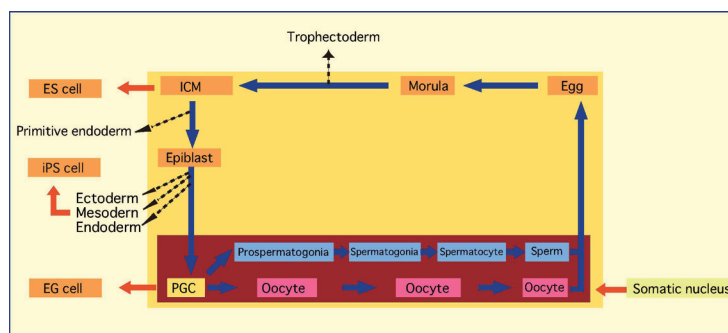 Trophectoderm
ES cell
ICM
Morula
Egg
Primitive endoderm
Epiblast
iPS cell
Ectoderm
Mesodern
Endoderm
Prospermatogonia
Spermatogonia
Spermatocyte
Sperm
EG cell
PGC
Oocyte
Oocyte
Oocyte
Somatic nucleus